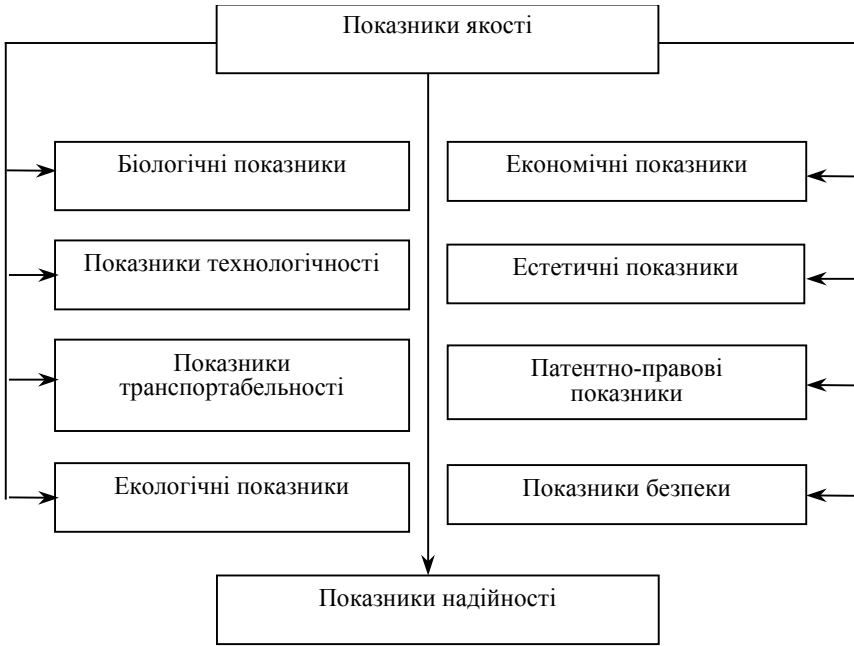 Показники якості
Біологічні показники
Економічні показники
Показники технологічності
Естетичні показники
Показники
транспортабельності
Патентно-правові
показники
Екологічні показники
Показники безпеки
Показники надійності